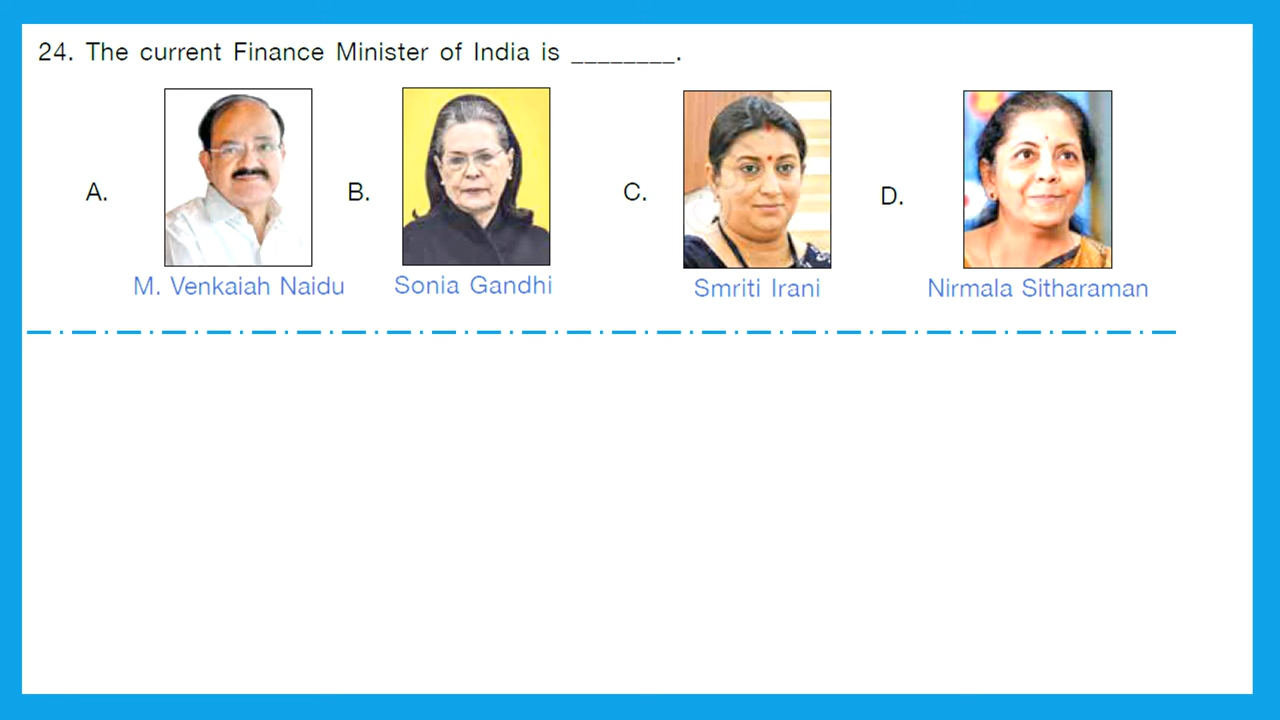 24. The current Finance Minister of India is ________.
A. B. C. D.
M. Venkaiah Naidu Sonia Gandhi Smriti Irani Nirmala Sitharaman